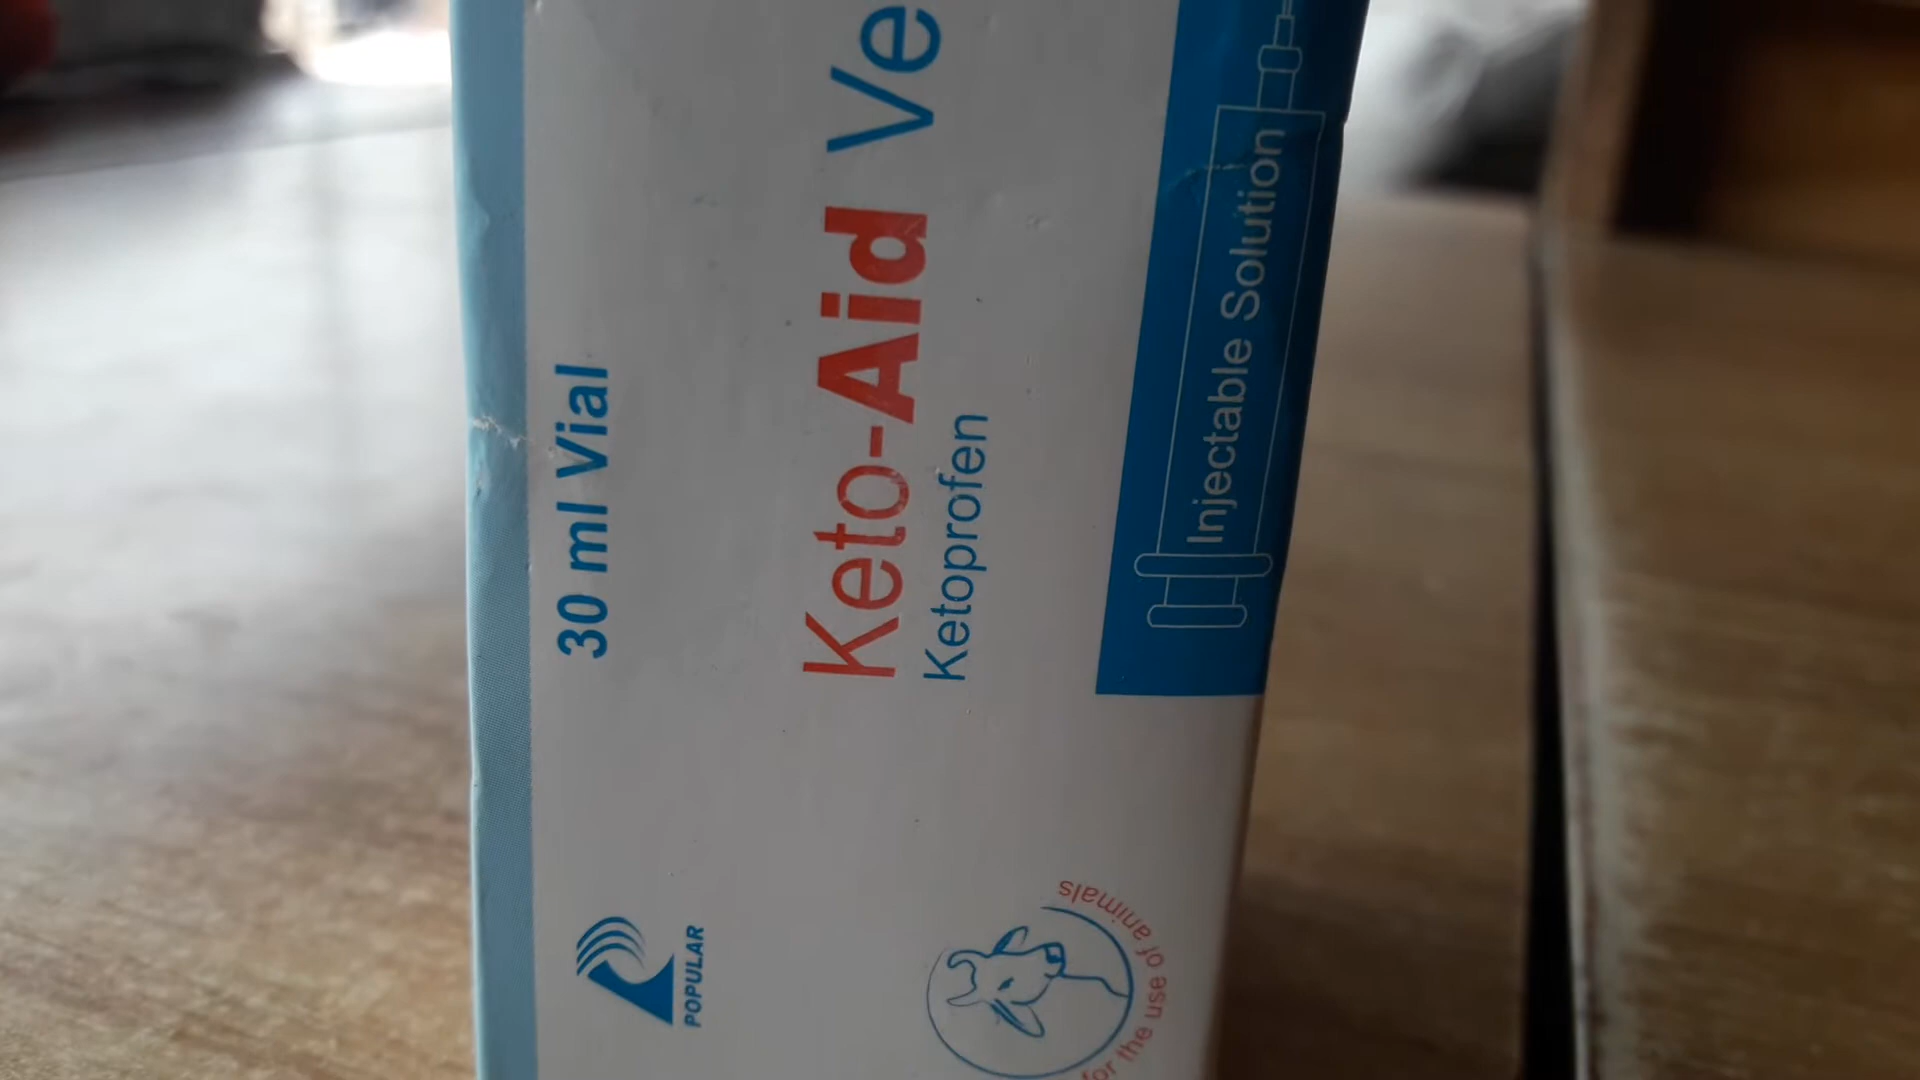 30 ml Vial
Keto-Aid Ve
Ketoprofen
Injectable Solution
POPULAR
for the use of animals